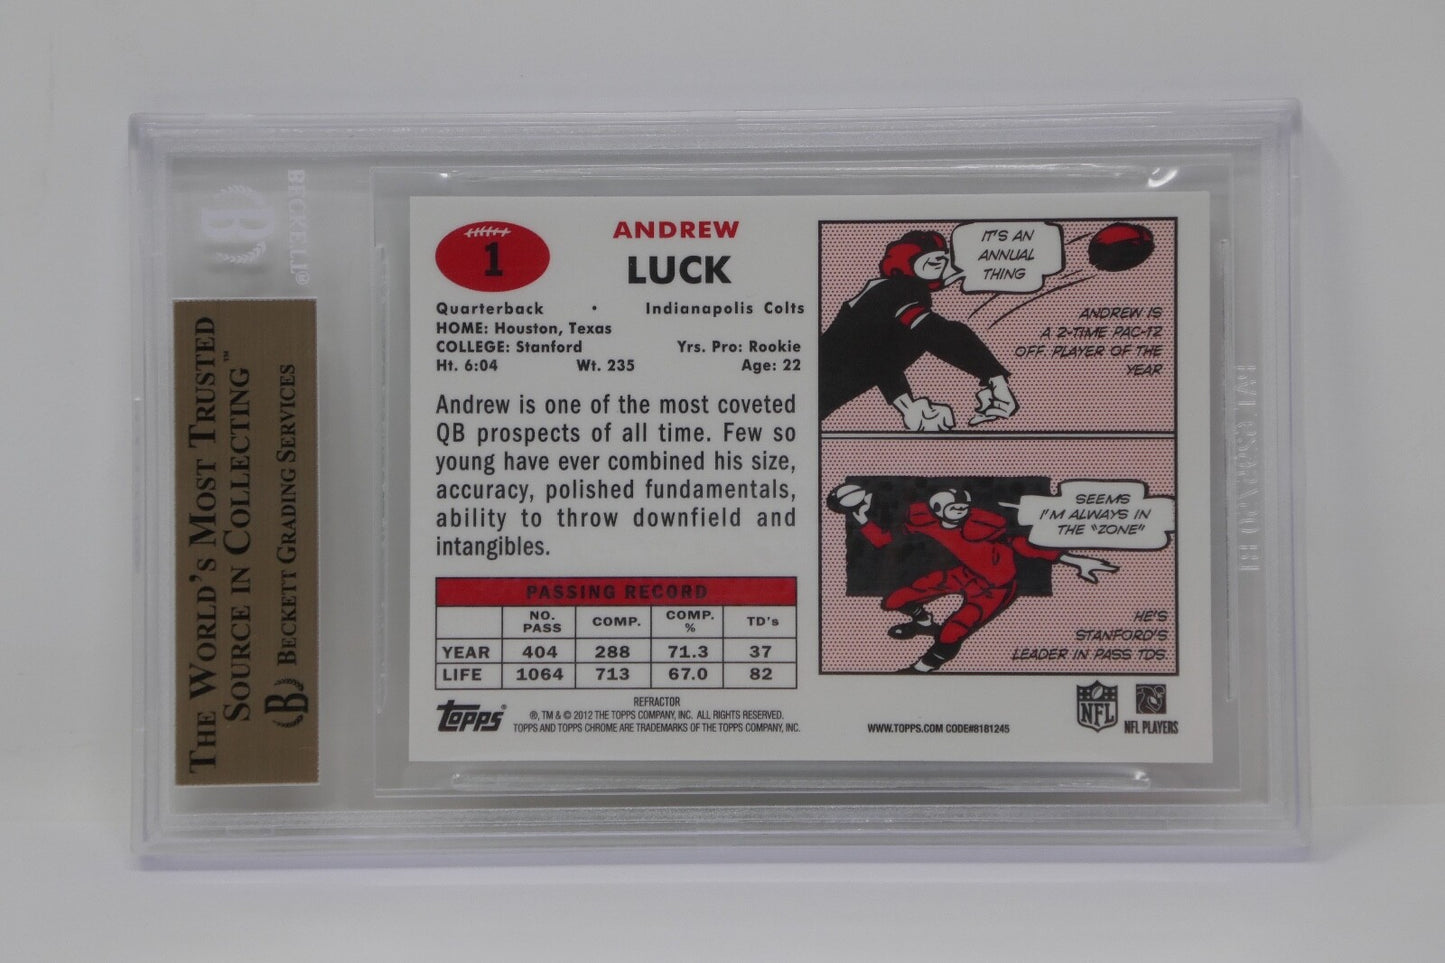 BECKETT®
B
THE WORLD'S MOST TRUSTED
SOURCE IN COLLECTING™
BECKETT GRADING SERVICES
B
1
ANDREW
LUCK
Quarterback • Indianapolis Colts
HOME: Houston, Texas
COLLEGE: Stanford Yrs. Pro: Rookie
Ht. 6:04 Wt. 235 Age: 22
Andrew is one of the most coveted
QB prospects of all time. Few so
young have ever combined his size,
accuracy, polished fundamentals,
ability to throw downfield and
intangibles.
PASSING RECORD
NO. PASS COMP. COMP. % TD's
YEAR 404 288 71.3 37
LIFE 1064 713 67.0 82
topps®
REFRACTOR
®, TM & © 2012 THE TOPPS COMPANY, INC. ALL RIGHTS RESERVED.
TOPPS AND TOPPS CHROME ARE TRADEMARKS OF THE TOPPS COMPANY, INC.
IT'S AN
ANNUAL
THING
ANDREW IS
A 2-TIME PAC-12
OFF. PLAYER OF THE
YEAR
SEEMS
I'M ALWAYS IN
THE "ZONE"
HE'S
STANFORD'S
LEADER IN PASS TDS
WWW.TOPPS.COM CODE#8181245
NFL
NFL PLAYERS